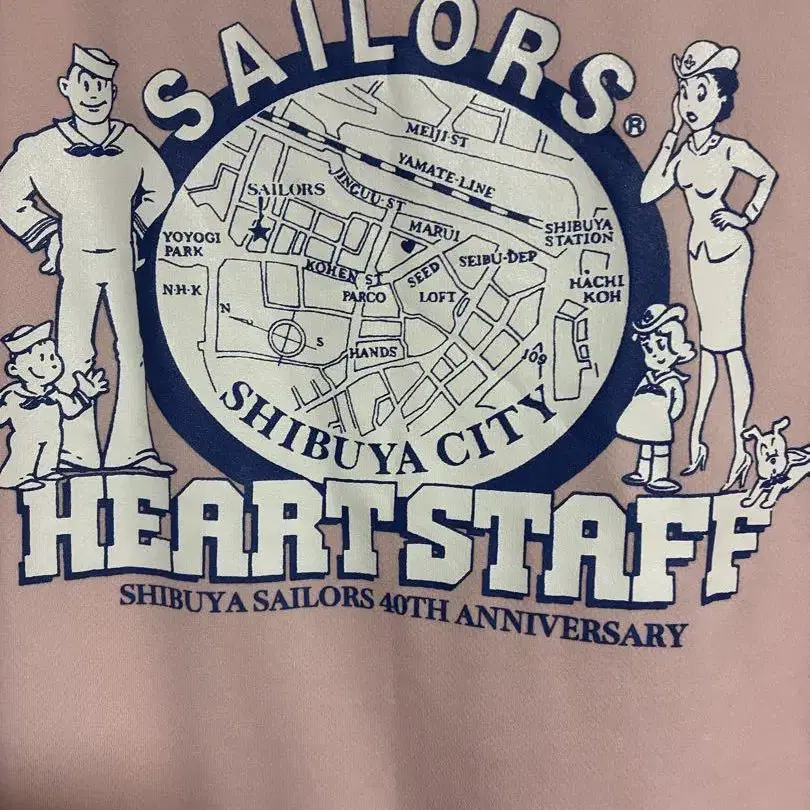 SAILORS®
MEIJI·ST
YAMATE·LINE
JINGUU·ST
SAILORS
MARUI
SHIBUYA
STATION
YOYOGI
PARK
SEIBU·DEP
KOHEN ST
SEED
HACHI
KOH
N·H·K
PARCO
LOFT
N
S
HANDS
109
SHIBUYA CITY
HEARTSTAFF
SHIBUYA SAILORS 40TH ANNIVERSARY